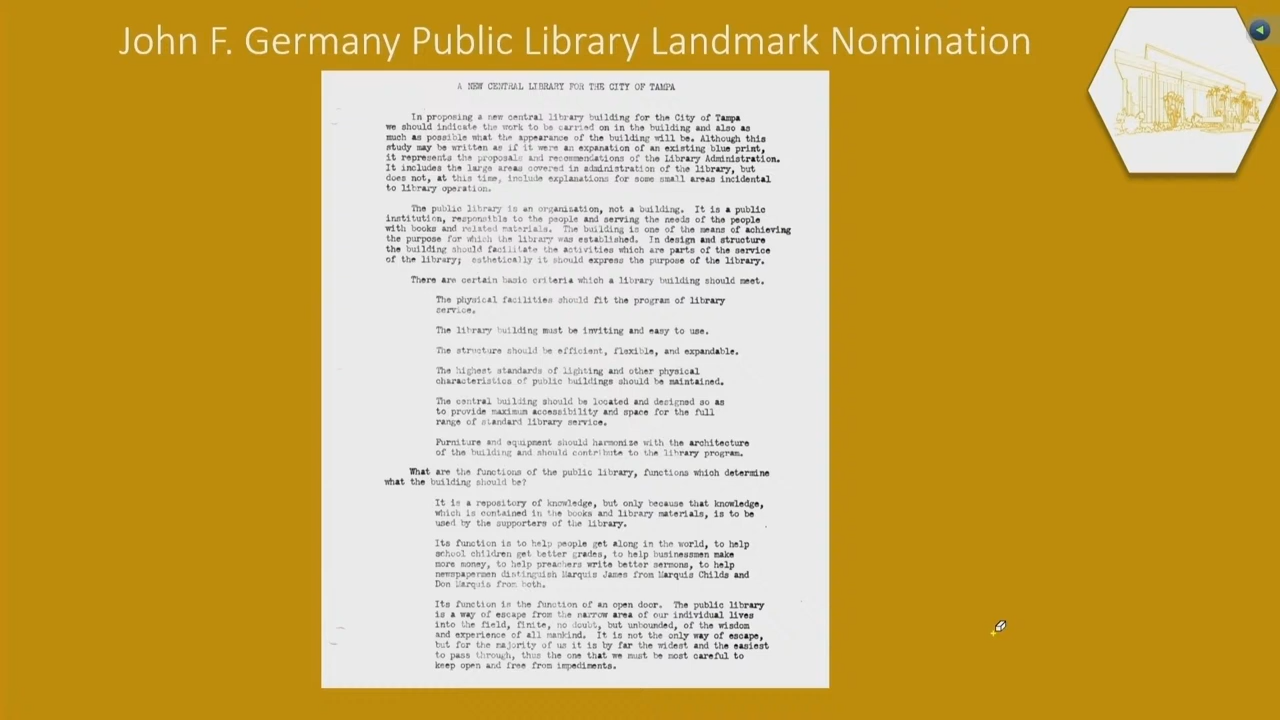 John F. Germany Public Library Landmark Nomination
A NEW CENTRAL LIBRARY FOR THE CITY OF TAMPA
In proposing a new central library building for the City of Tampa
we should indicate the work to be carried on in the building and also as
much as possible what the appearance of the building will be. Although this
study may be written as if it were an expanation of an existing blue print,
it represents the proposals and recommendations of the Library Administration.
It includes the large areas covered in administration of the library, but
does not, at this time, include explanations for some small areas incidental
to library operation.
The public library is an organization, not a building. It is a public
institution, responsible to the people and serving the needs of the people
with books and related materials. The building is one of the means of achieving
the purpose for which the library was established. In design and structure
the building should facilitate the activities which are parts of the service
of the library; esthetically it should express the purpose of the library.
There are certain basic criteria which a library building should meet.
The physical facilities should fit the program of library
service.
The library building must be inviting and easy to use.
The structure should be efficient, flexible, and expandable.
The highest standards of lighting and other physical
characteristics of public buildings should be maintained.
The central building should be located and designed so as
to provide maximum accessibility and space for the full
range of standard library service.
Furniture and equipment should harmonize with the architecture
of the building and should contribute to the library program.
What are the functions of the public library, functions which determine
what the building should be?
It is a repository of knowledge, but only because that knowledge,
which is contained in the books and library materials, is to be
used by the supporters of the library.
Its function is to help people get along in the world, to help
school children get better grades, to help businessmen make
more money, to help preachers write better sermons, to help
newspapermen distinguish Marquis James from Marquis Childs and
Don Marquis from both.
Its function is the function of an open door. The public library
is a way of escape from the narrow area of our individual lives
into the field, finite, no doubt, but unbounded, of the wisdom
and experience of all mankind. It is not the only way of escape,
but for the majority of us it is by far the widest and the easiest
to pass through, thus the one that we must be most careful to
keep open and free from impediments.